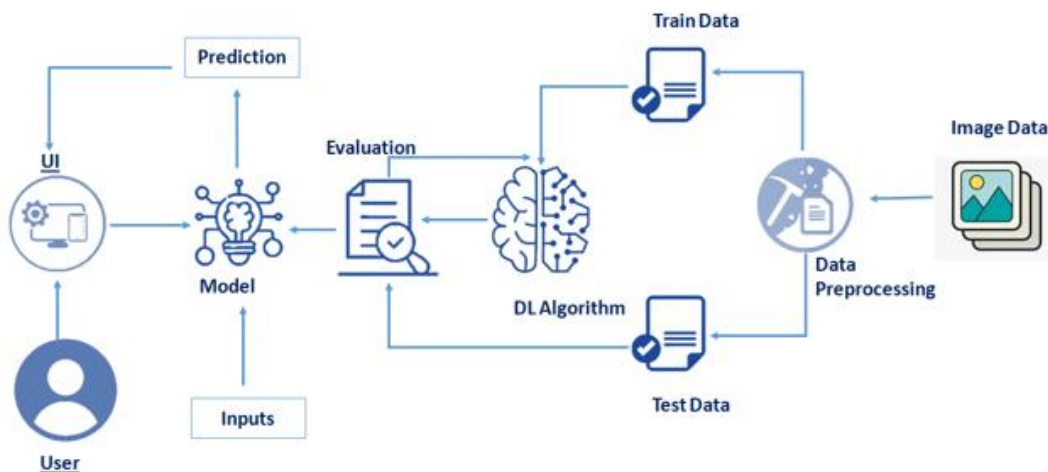 Train Data
Prediction
Image Data
Evaluation
UI
Model
DL Algorithm
Data
Preprocessing
Inputs
Test Data
User